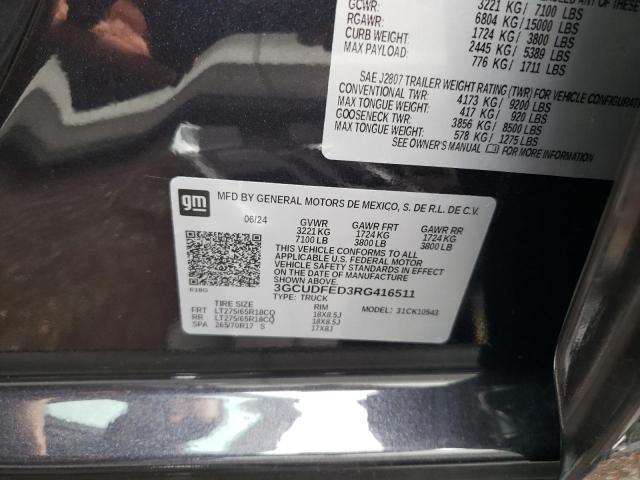 EXCEED ANY OF THESE
GCWR: 3221 KG / 7100 LBS
RGAWR: 6804 KG/15000 LBS
CURB WEIGHT: 1724 KG / 3800 LBS
MAX PAYLOAD: 2445 KG/ 5389 LBS
776 KG/ 1711 LBS
SAE J2807 TRAILER WEIGHT RATING (TWR) FOR VEHICLE CONFIGURAT
CONVENTIONAL TWR: 4173 KG/ 9200 LBS
MAX TONGUE WEIGHT: 417 KG/ 920 LBS
GOOSENECK TWR: 3856 KG/ 8500 LBS
MAX TONGUE WEIGHT: 578 KG/ 1275 LBS
SEE OWNER'S MANUAL FOR MORE INFORMATION
gm MFD BY GENERAL MOTORS DE MEXICO, S. DE R.L. DE C.V.
06/24 GVWR GAWR FRT GAWR RR
3221 KG 1724 KG 1724 KG
7100 LB 3800 LB 3800 LB
THIS VEHICLE CONFORMS TO ALL
APPLICABLE U.S. FEDERAL MOTOR
VEHICLE SAFETY STANDARDS IN
EFFECT ON THE DATE OF MANUFACTURE
SHOWN ABOVE.
3GCUDFED3RG416511
618G TYPE: TRUCK MODEL: 31CK10543
TIRE SIZE RIM
FRT LT275/65R18CQ 18X8.5J
RR LT275/65R18CQ 18X8.5J
SPA 265/70R17 S 17X8J